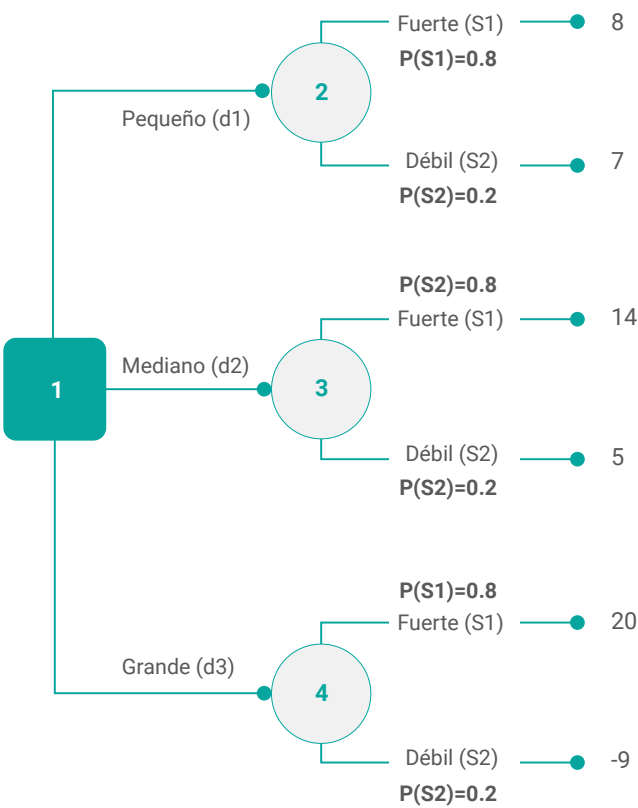 Fuerte (S1)
8
P(S1)=0.8
2
Pequeño (d1)
Débil (S2)
7
P(S2)=0.2
P(S2)=0.8
Fuerte (S1)
14
Mediano (d2)
1
3
Débil (S2)
5
P(S2)=0.2
P(S1)=0.8
Fuerte (S1)
20
Grande (d3)
4
Débil (S2)
-9
P(S2)=0.2